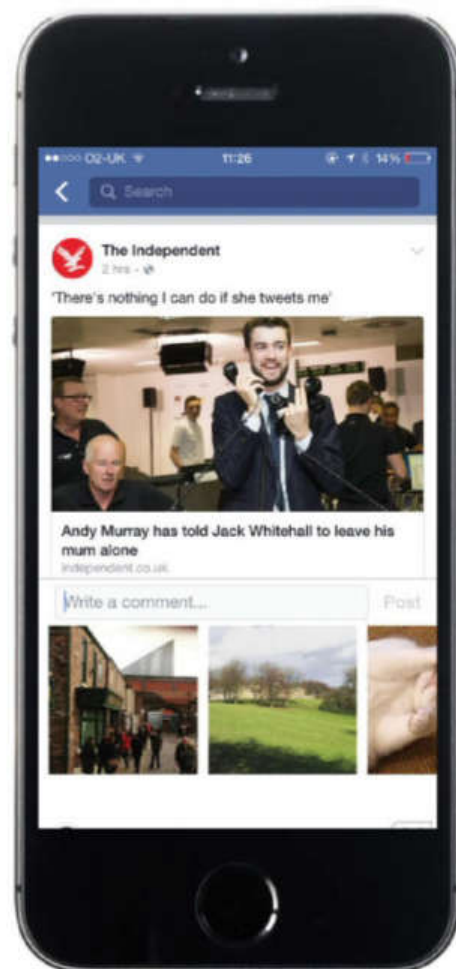 O2-UK 11:26 14%
Search
The Independent
2 hrs
'There's nothing I can do if she tweets me'
Andy Murray has told Jack Whitehall to leave his
mum alone
independent.co.uk
Write a comment... Post